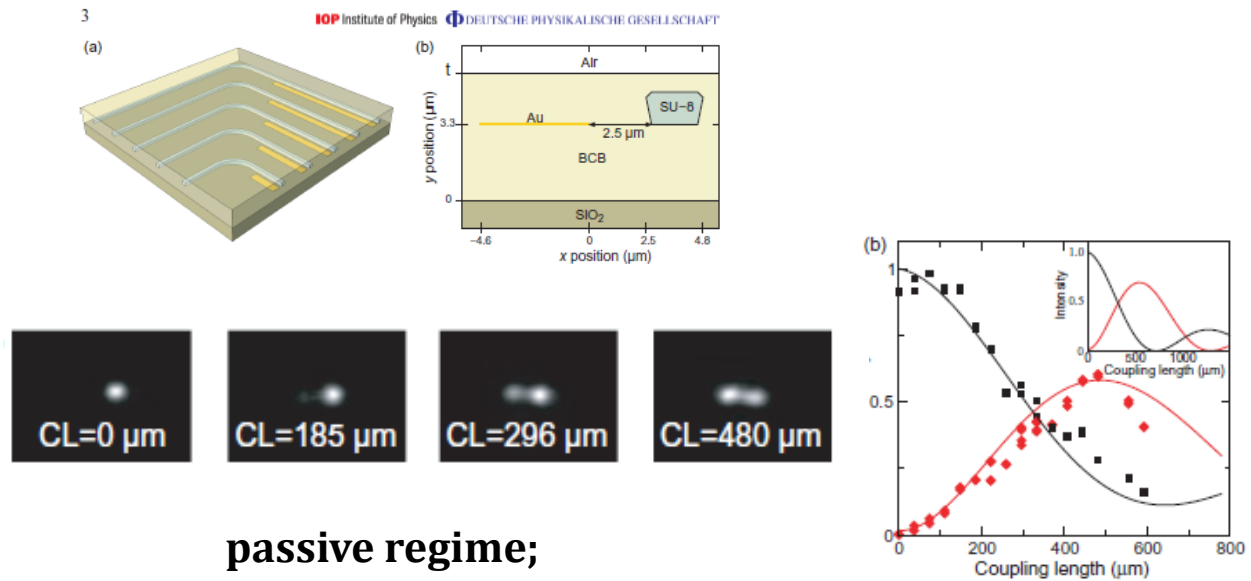 3
IOP Institute of Physics Φ DEUTSCHE PHYSIKALISCHE GESELLSCHAFT
(a)
(b)
Air
t
SU-8
Au
3.3
2.5 µm
BCB
y position (µm)
0
SIO2
-4.6
0
2.5
4.8
x position (µm)
CL=0 µm
CL=185 µm
CL=296 µm
CL=480 µm
passive regime;
(b)
1
0.5
0
0
200
400
600
800
Coupling length (µm)
1.0
0.5
0
Intensity
0
500
1000
Coupling length (µm)